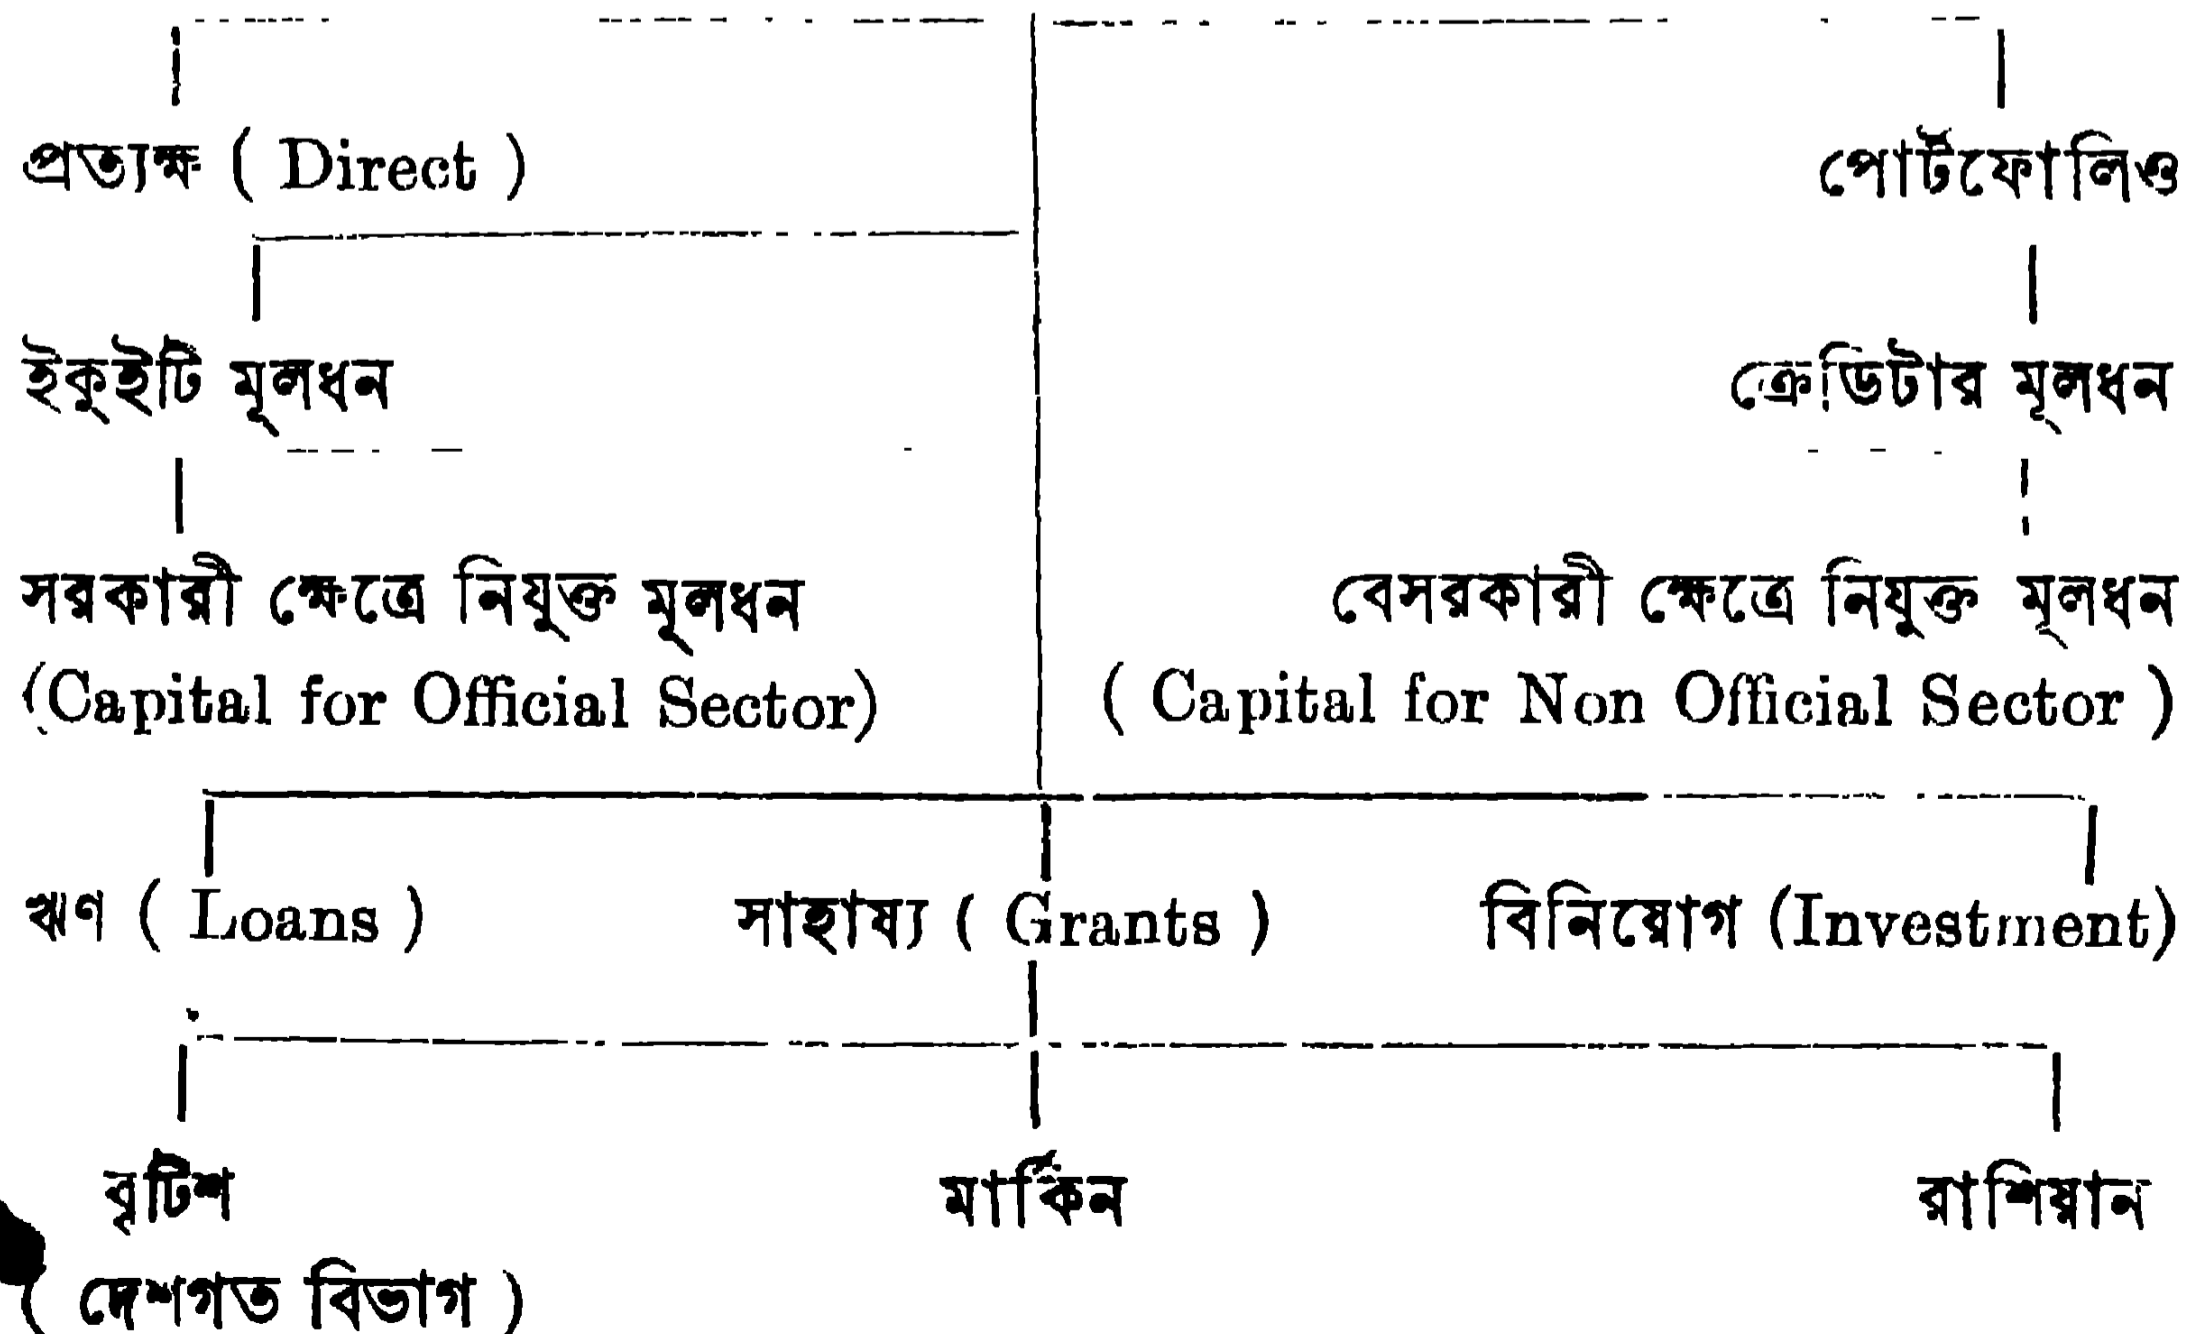 প্রত্যক্ষ ( Direct ) পোর্টফোলিও
ইকুইটি মূলধন ক্রেডিটার মূলধন
সরকারী ক্ষেত্রে নিযুক্ত মূলধন বেসরকারী ক্ষেত্রে নিযুক্ত মূলধন
(Capital for Official Sector) ( Capital for Non Official Sector )
ঋণ ( Loans ) সাহায্য ( Grants ) বিনিয়োগ (Investment)
বৃটিশ মার্কিন রাশিয়ান
( দেশগত বিভাগ )